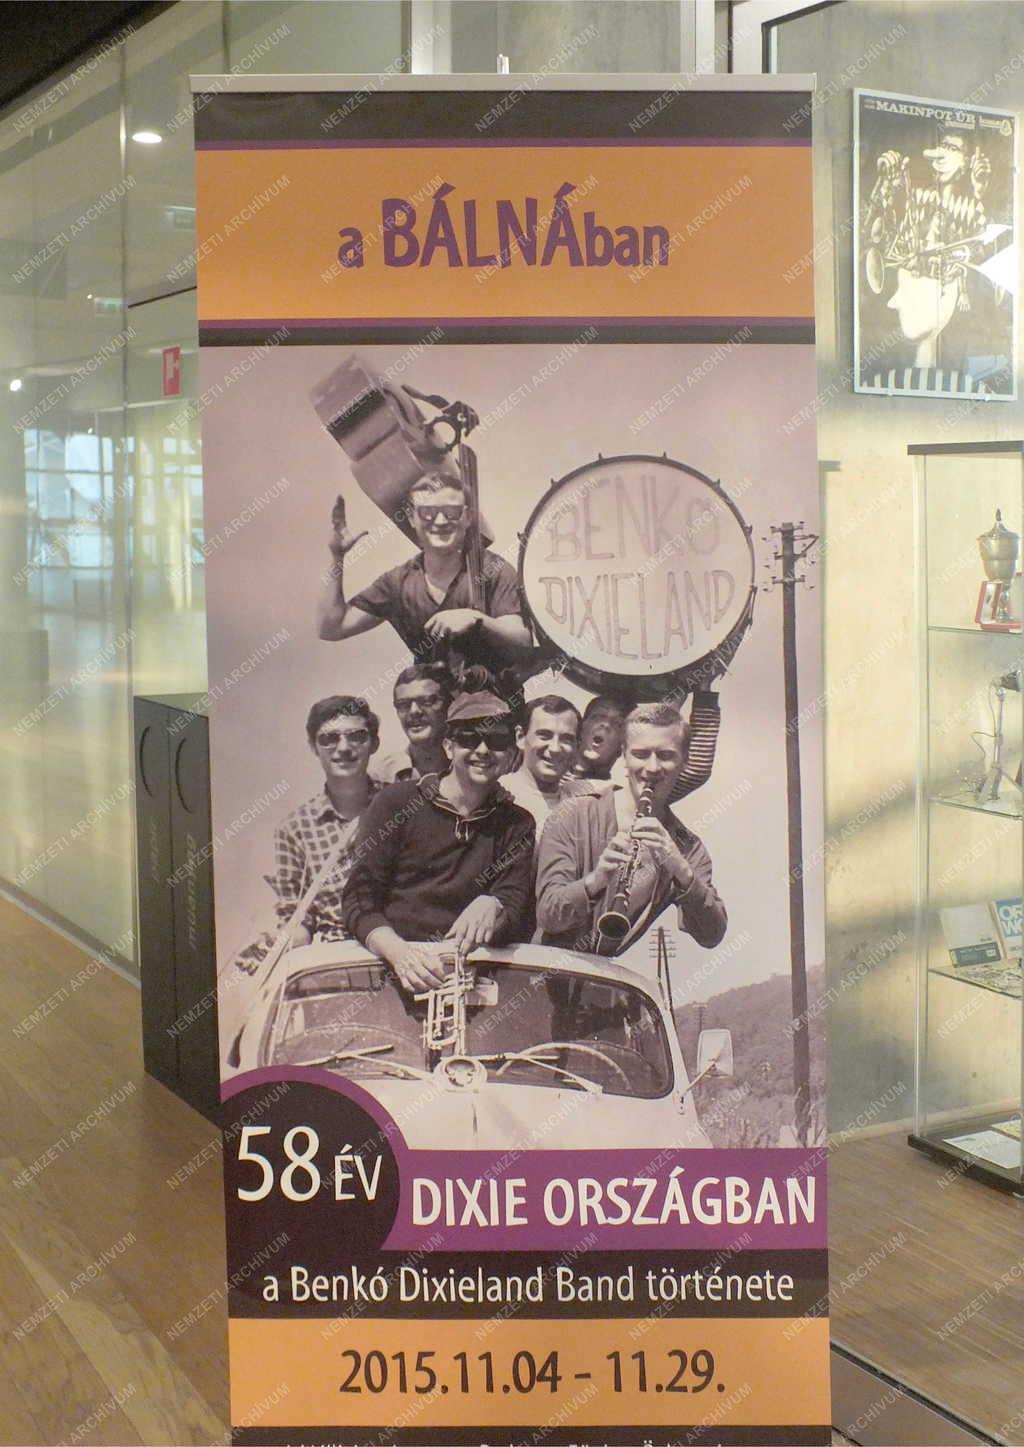 a BÁLNÁban
MAKINPOT ÚR
BENKÓ
DIXIELAND
58 ÉV
DIXIE ORSZÁGBAN
a Benkó Dixieland Band története
2015.11.04 - 11.29.
NEMZETI ARCHÍVUM